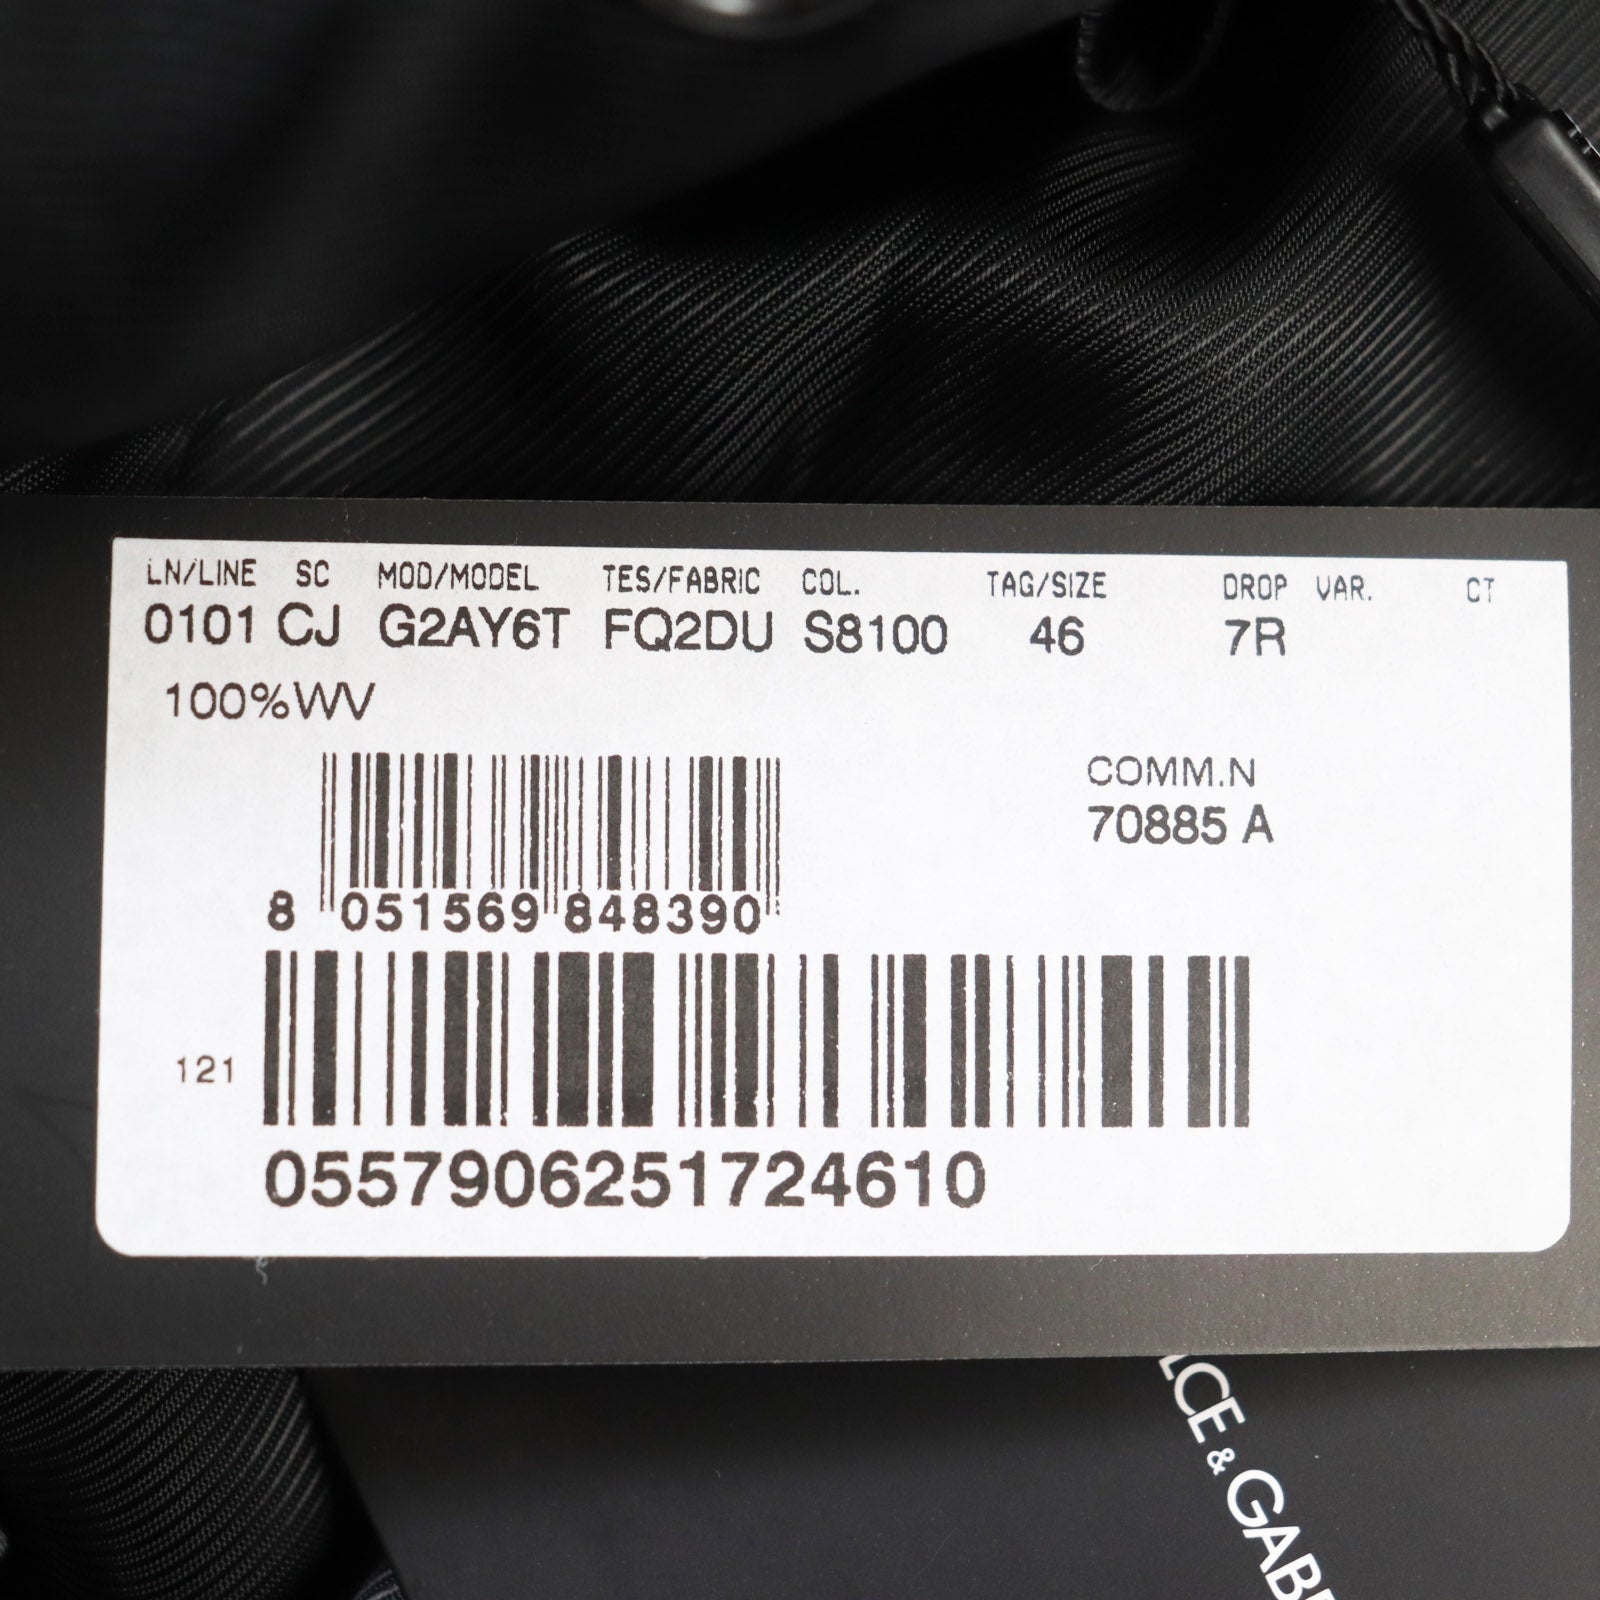 LN/LINE SC MOD/MODEL TES/FABRIC COL. TAG/SIZE DROP VAR. CT
0101 CJ G2AY6T FQ2DU S8100 46 7R
100%WV
COMM.N
70885 A
8 051569 848390
121
0557906251724610
LCE & GAB